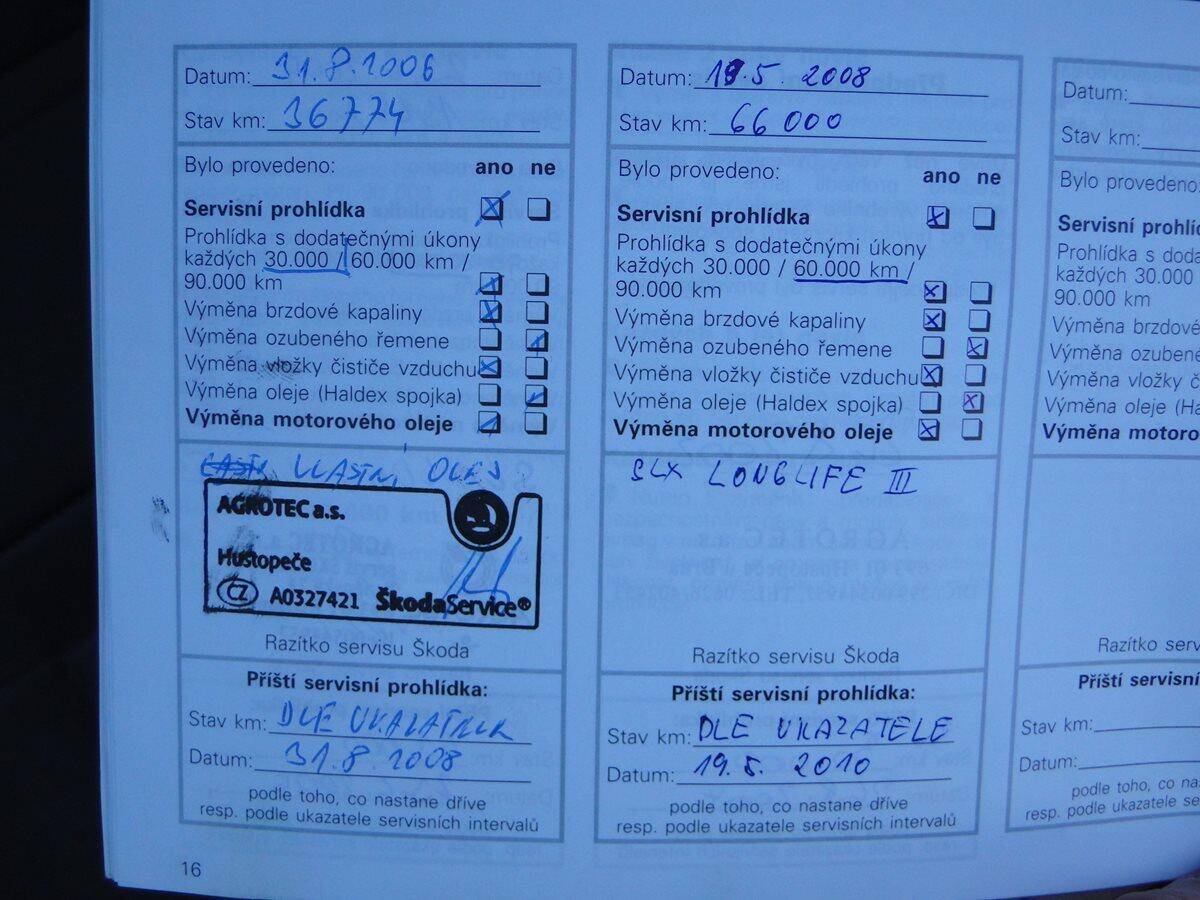 Datum: 31.8.2006
Stav km: 36774
Bylo provedeno: ano ne
Servisní prohlídka
Prohlídka s dodatečnými úkony
každých 30.000 / 60.000 km /
90.000 km
Výměna brzdové kapaliny
Výměna ozubeného řemene
Výměna vložky čističe vzduchu
Výměna oleje (Haldex spojka)
Výměna motorového oleje
VLASTNÍ OLEJ
AGROTEC a.s.
Hustopeče
CZ A0327421 ŠkodaService®
Razítko servisu Škoda
Příští servisní prohlídka:
Stav km: DLE UKAZATELE
Datum: 31.8 2008
podle toho, co nastane dříve
resp. podle ukazatele servisních intervalů
16
Datum: 19.5. 2008
Stav km: 66 000
Bylo provedeno: ano ne
Servisní prohlídka
Prohlídka s dodatečnými úkony
každých 30.000 / 60.000 km /
90.000 km
Výměna brzdové kapaliny
Výměna ozubeného řemene
Výměna vložky čističe vzduchu
Výměna oleje (Haldex spojka)
Výměna motorového oleje
SLX LONGLIFE III
Razítko servisu Škoda
Příští servisní prohlídka:
Stav km: DLE UKAZATELE
Datum: 19.5. 2010
podle toho, co nastane dříve
resp. podle ukazatele servisních intervalů
Datum:
Stav km:
Bylo provedeno:
Servisní
Prohlídka s
každých 30.000
90.000 km
Výměna brzdové
Výměna
Výměna vložky
Výměna oleje
Výměna
Razítko
Příští
Stav km:
Datum:
podle toho, co
resp. podle ukazatele